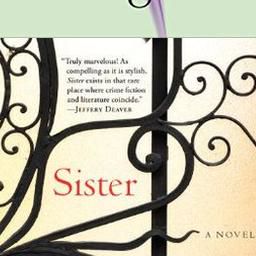 "Truly marvelous! As
compelling as it is stylish.
Sister exists in that rare
place where crime fiction
and literature coincide."
—JEFFERY DEAVER
Sister
A NOVEL